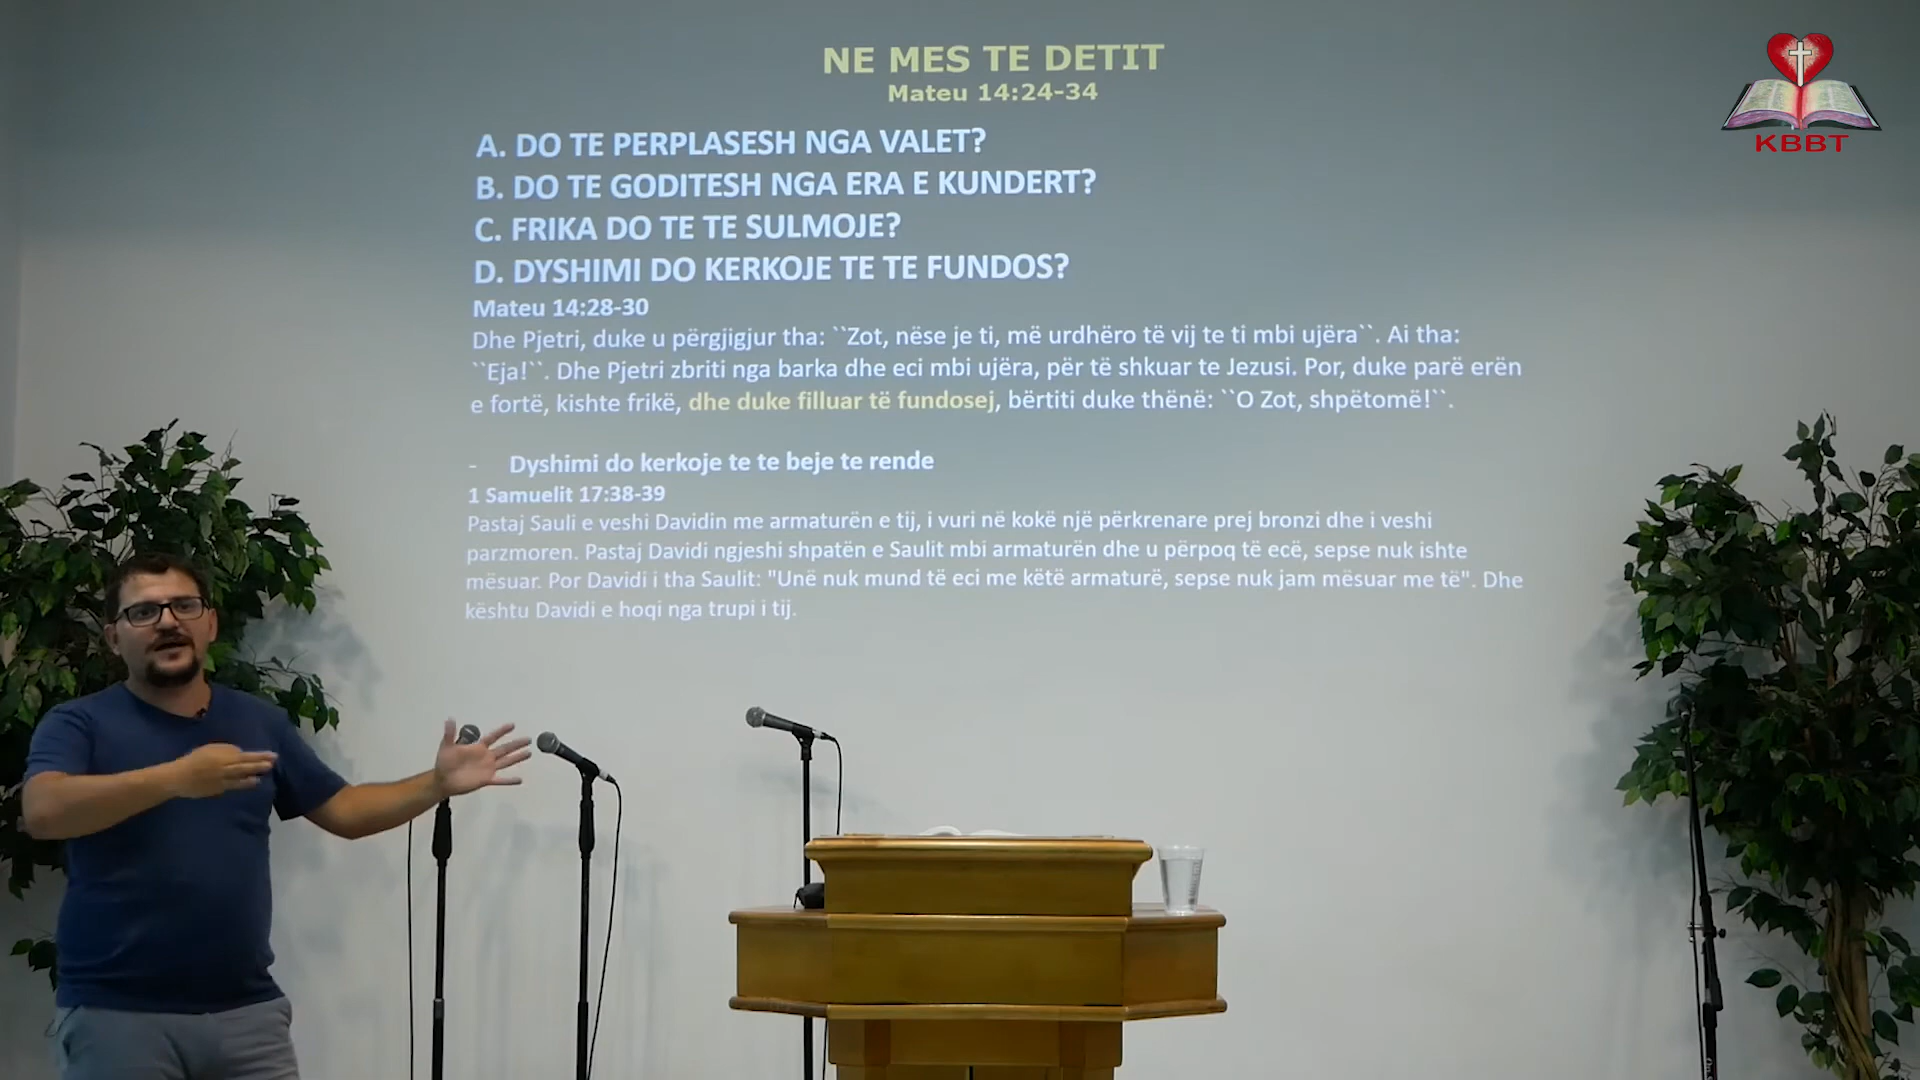 NE MES TE DETIT
Mateu 14:24-34
A. DO TE PERPLASESH NGA VALET?
B. DO TE GODITESH NGA ERA E KUNDERT?
C. FRIKA DO TE TE SULMOJE?
D. DYSHIMI DO KERKOJE TE TE FUNDOS?
Mateu 14:28-30
Dhe Pjetri, duke u përgjigjur tha: ``Zot, nëse je ti, më urdhëro të vij te ti mbi ujëra``. Ai tha:
``Eja!``. Dhe Pjetri zbriti nga barka dhe eci mbi ujëra, për të shkuar te Jezusi. Por, duke parë erën
e fortë, kishte frikë, dhe duke filluar të fundosej, bërtiti duke thënë: ``O Zot, shpëtomë!``.
- Dyshimi do kerkoje te te beje te rende
1 Samuelit 17:38-39
Pastaj Sauli e veshi Davidin me armaturën e tij, i vuri në kokë një përkrenare prej bronzi dhe i veshi
parzmoren. Pastaj Davidi ngjeshi shpatën e Saulit mbi armaturën dhe u përpoq të ecë, sepse nuk ishte
mësuar. Por Davidi i tha Saulit: "Unë nuk mund të eci me këtë armaturë, sepse nuk jam mësuar me të". Dhe
kështu Davidi e hoqi nga trupi i tij.
KBBT